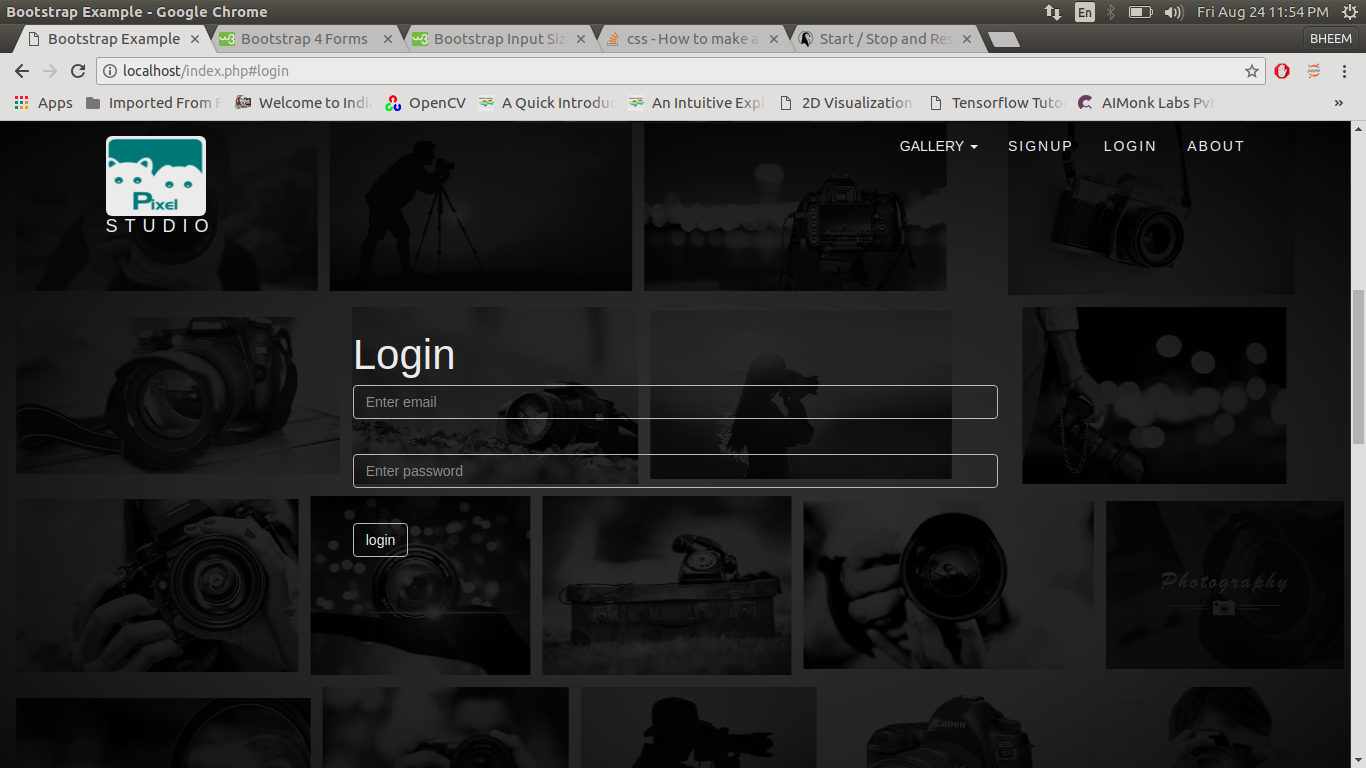 Bootstrap Example - Google Chrome
En
Fri Aug 24 11:54 PM
Bootstrap Example
Bootstrap 4 Forms
Bootstrap Input Siz
css - How to make a
Start / Stop and Res
BHEEM
localhost/index.php#login
Apps
Imported From F
Welcome to Indi
OpenCV
A Quick Introduc
An Intuitive Expl
2D Visualization
Tensorflow Tuto
AIMonk Labs Pvt
»
Pixel
STUDIO
GALLERY
SIGNUP
LOGIN
ABOUT
Login
Enter email
Enter password
login
Photography
Canon